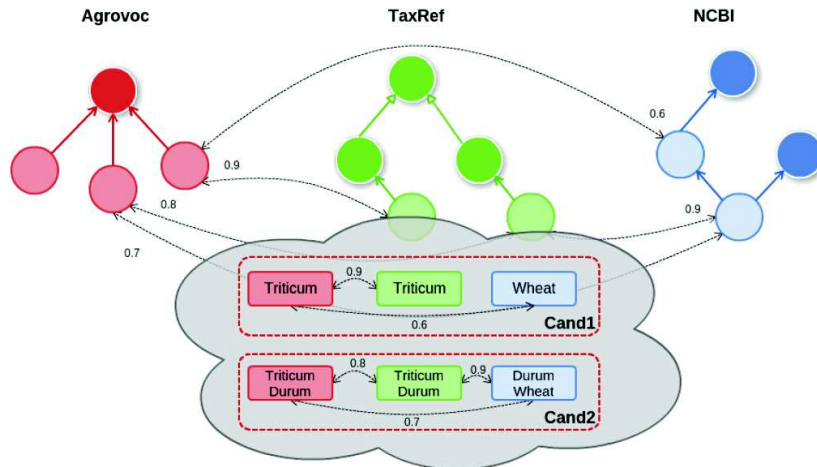 Agrovoc
TaxRef
NCBI
0.6
0.9
0.8
0.9
0.7
Triticum
0.9
Triticum
Wheat
0.6
Cand1
Triticum
Durum
0.8
Triticum
Durum
0.9
Durum
Wheat
0.7
Cand2